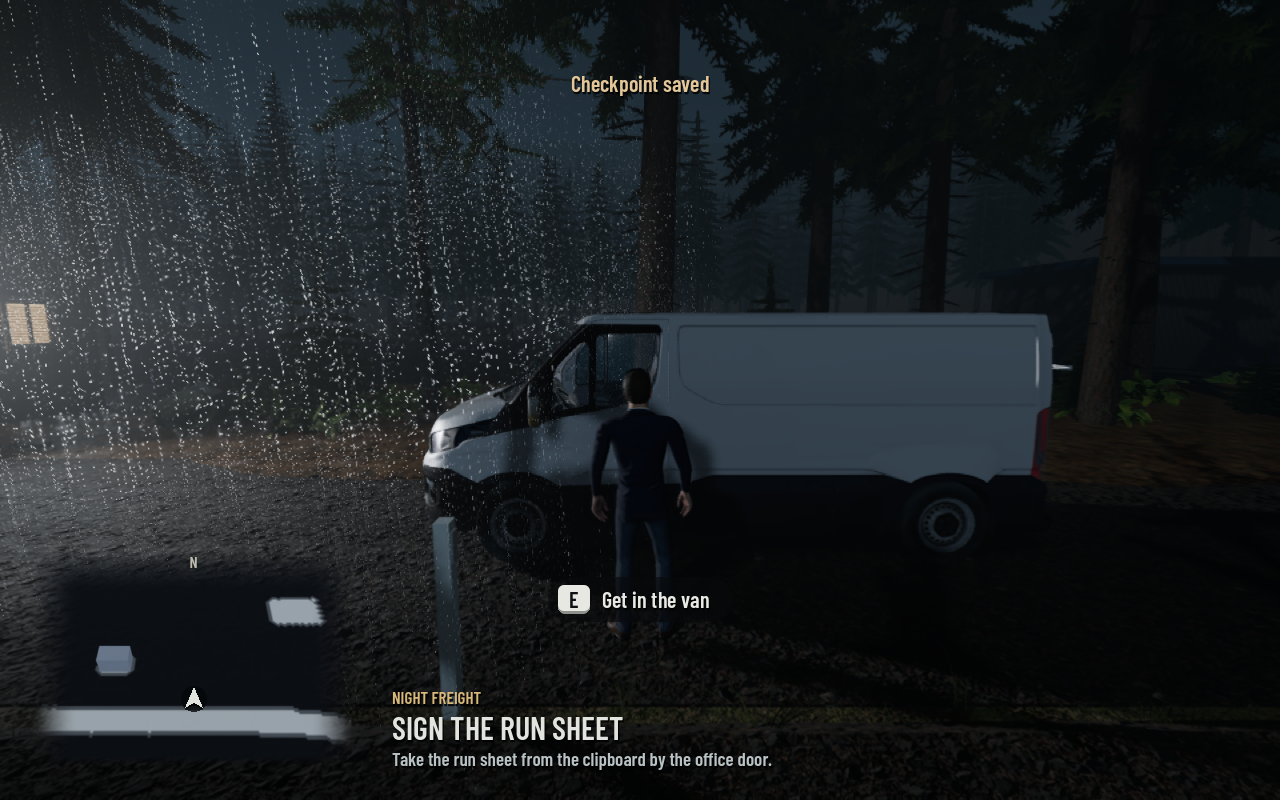 Checkpoint saved
N
E Get in the van
NIGHT FREIGHT
SIGN THE RUN SHEET
Take the run sheet from the clipboard by the office door.